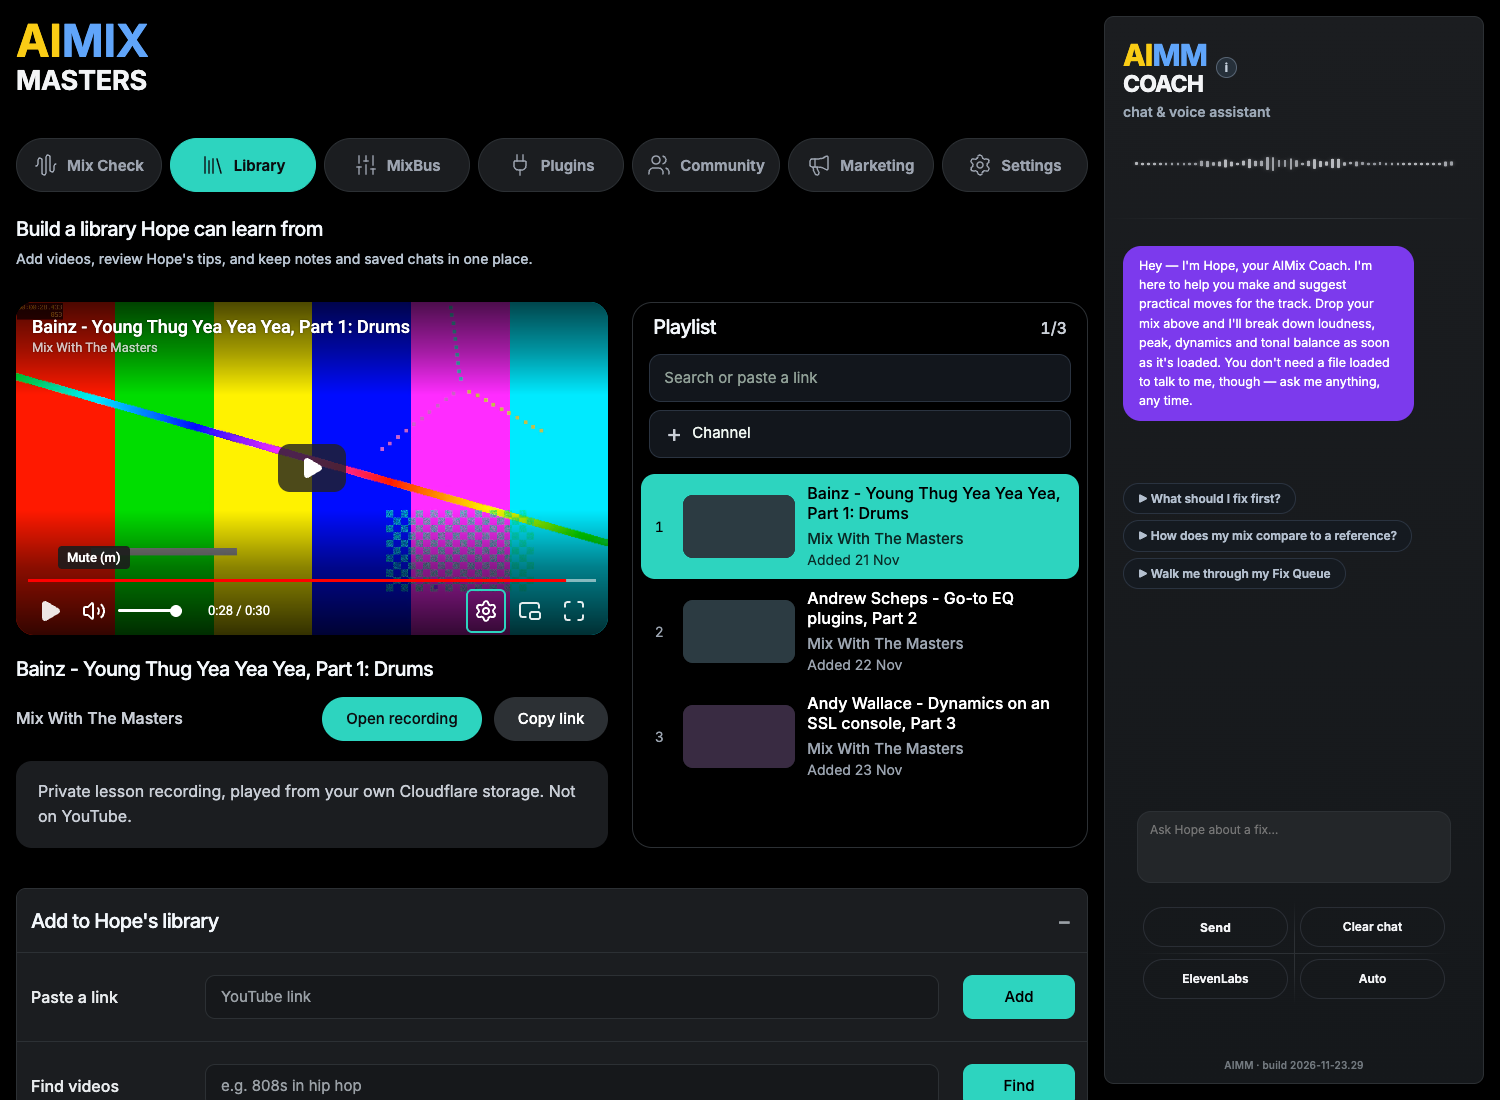 AIMIX
MASTERS
Mix Check
Library
MixBus
Plugins
Community
Marketing
Settings
Build a library Hope can learn from
Add videos, review Hope's tips, and keep notes and saved chats in one place.
Bainz - Young Thug Yea Yea Yea, Part 1: Drums
Mix With The Masters
Mute (m)
0:28 / 0:30
Bainz - Young Thug Yea Yea Yea, Part 1: Drums
Mix With The Masters
Open recording
Copy link
Private lesson recording, played from your own Cloudflare storage. Not
on YouTube.
Playlist
1/3
Search or paste a link
+ Channel
1
Bainz - Young Thug Yea Yea Yea,
Part 1: Drums
Mix With The Masters
Added 21 Nov
2
Andrew Scheps - Go-to EQ
plugins, Part 2
Mix With The Masters
Added 22 Nov
3
Andy Wallace - Dynamics on an
SSL console, Part 3
Mix With The Masters
Added 23 Nov
Add to Hope's library
Paste a link
YouTube link
Add
Find videos
e.g. 808s in hip hop
Find
AIMM
COACH
i
chat & voice assistant
Hey — I'm Hope, your AIMix Coach. I'm
here to help you make and suggest
practical moves for the track. Drop your
mix above and I'll break down loudness,
peak, dynamics and tonal balance as soon
as it's loaded. You don't need a file loaded
to talk to me, though — ask me anything,
any time.
What should I fix first?
How does my mix compare to a reference?
Walk me through my Fix Queue
Ask Hope about a fix...
Send
Clear chat
ElevenLabs
Auto
AIMM · build 2026-11-23.29